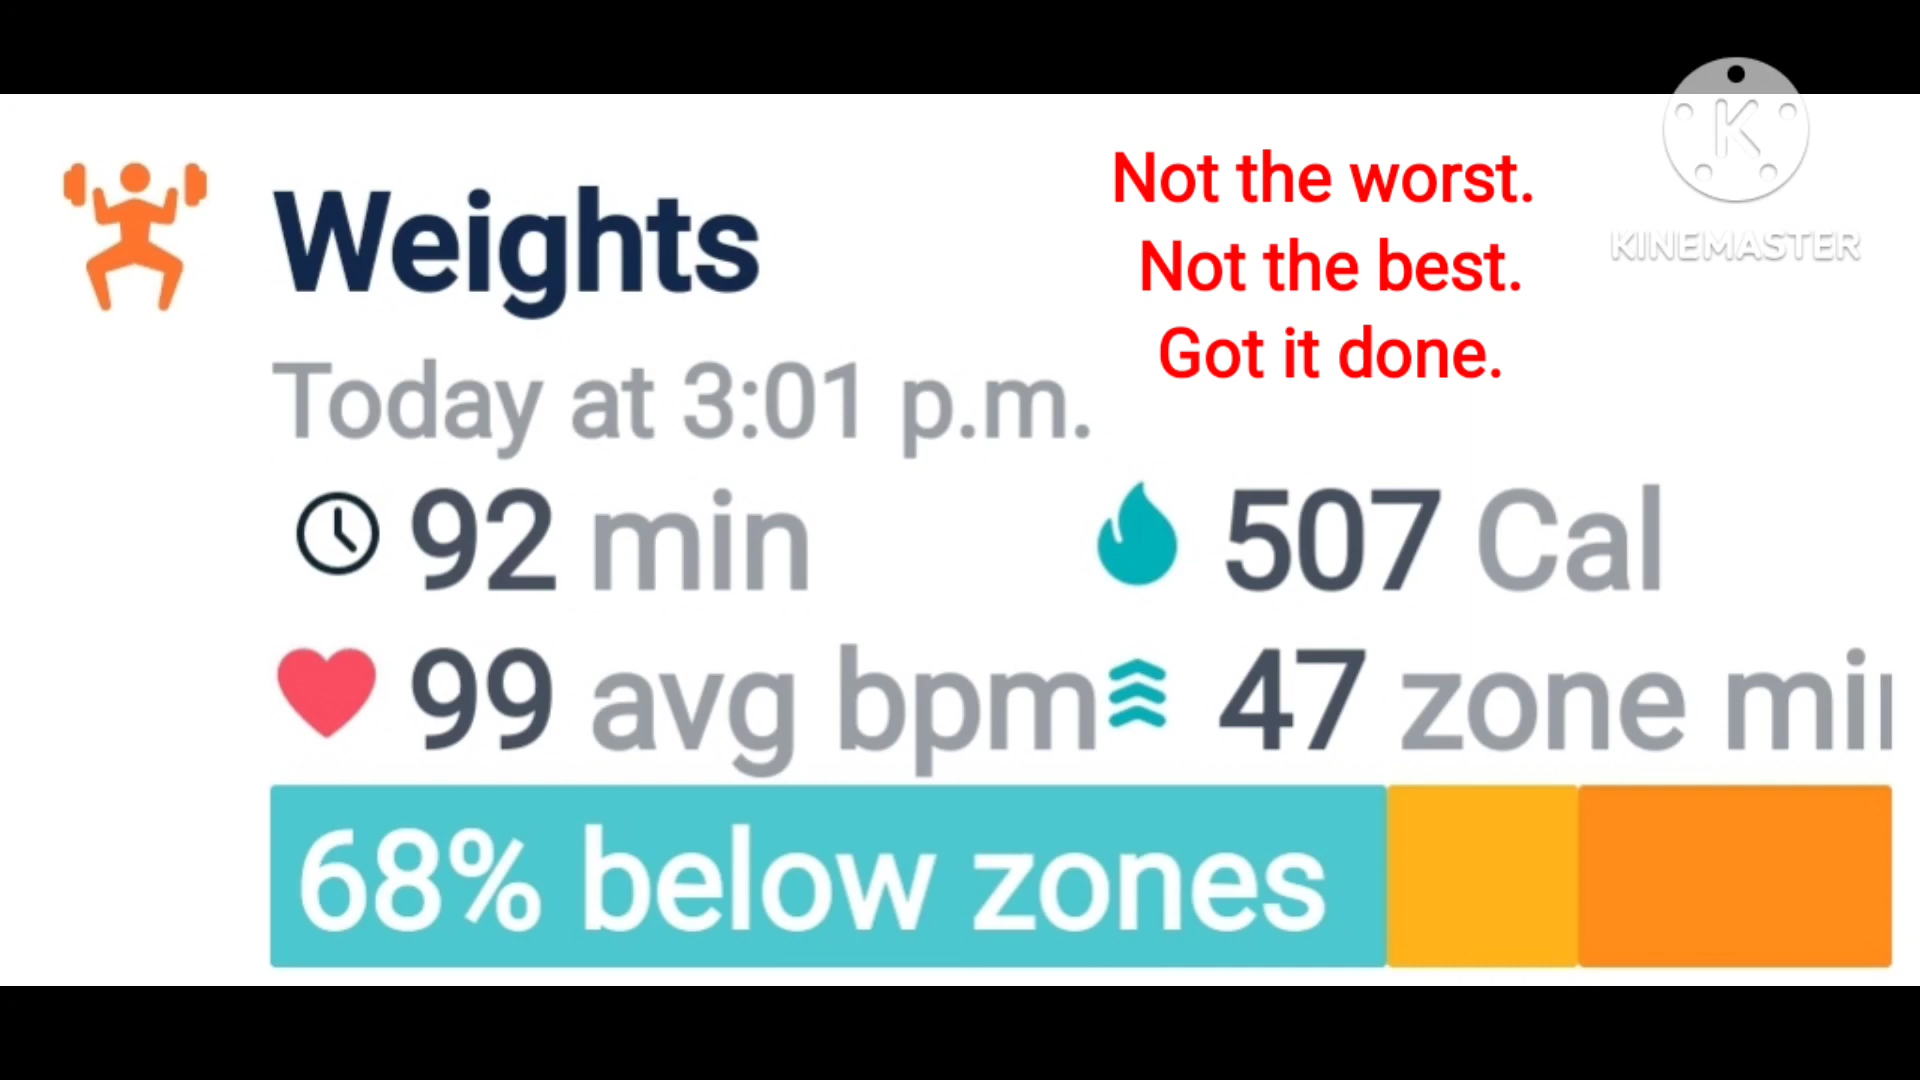 Weights
Not the worst.
Not the best.
Got it done.
K
KINEMASTER
Today at 3:01 p.m.
92 min
507 Cal
99 avg bpm
47 zone min
68% below zones